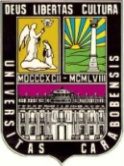 DEUS LIBERTAS CULTURA
UNIVERSITAS
MDCCCXCII - MCMLVIII
CARABOBENSIS